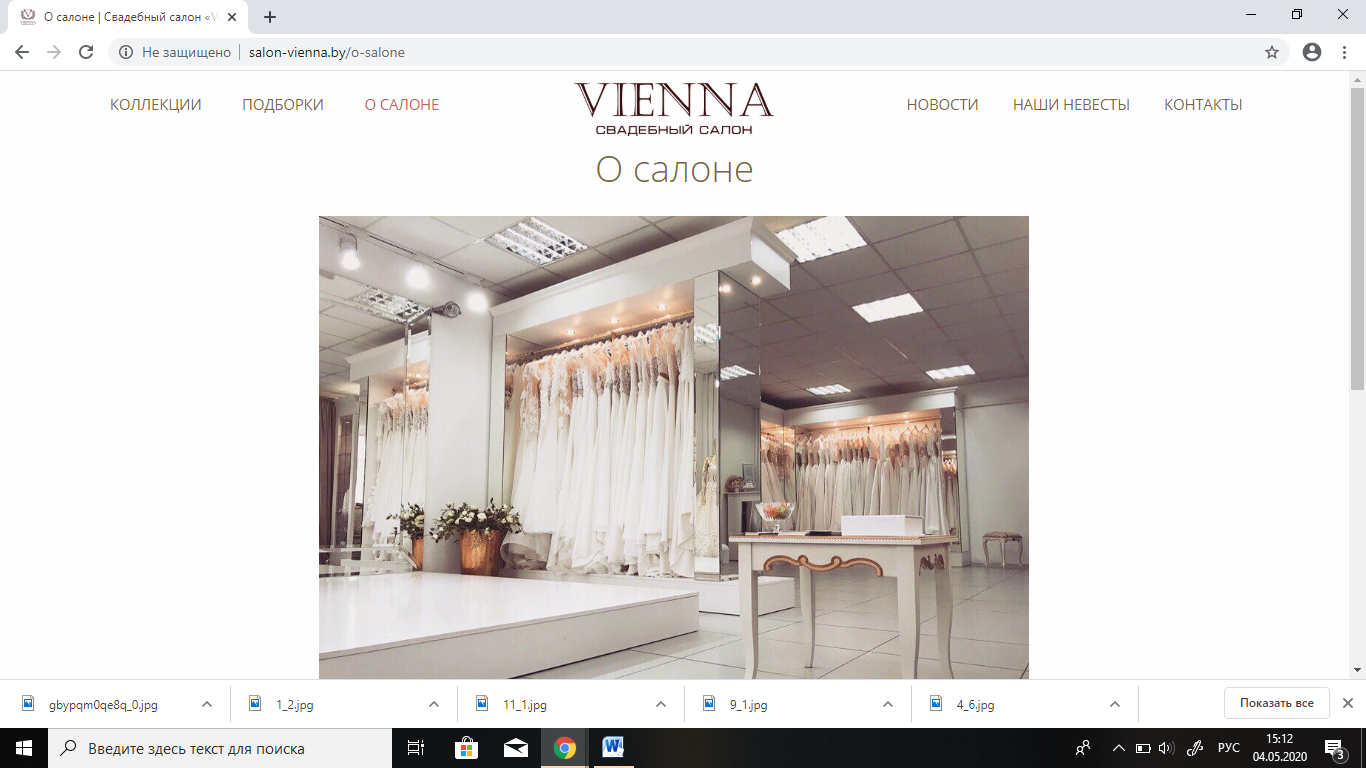 О салоне | Свадебный салон «V
Не защищено
salon-vienna.by/o-salone
КОЛЛЕКЦИИ ПОДБОРКИ О САЛОНЕ
VIENNA
СВАДЕБНЫЙ САЛОН
НОВОСТИ НАШИ НЕВЕСТЫ КОНТАКТЫ
О салоне
gbypqm0qe8q_0.jpg
1_2.jpg
11_1.jpg
9_1.jpg
4_6.jpg
Показать все
Введите здесь текст для поиска
РУС
15:12
04.05.2020
3